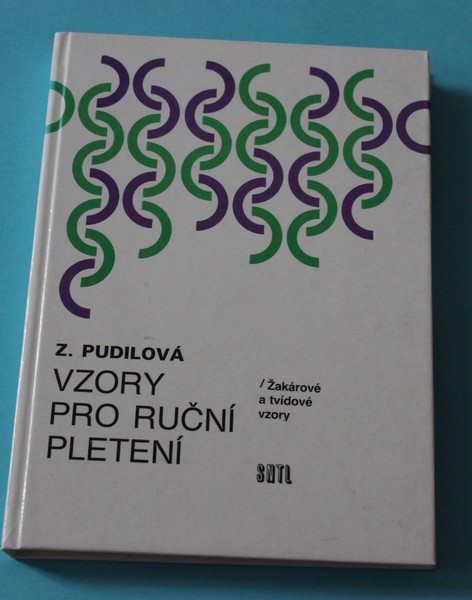 Z. PUDILOVÁ
VZORY
PRO RUČNÍ
PLETENÍ
/Žakárové
a tvídové
vzory
SNTL